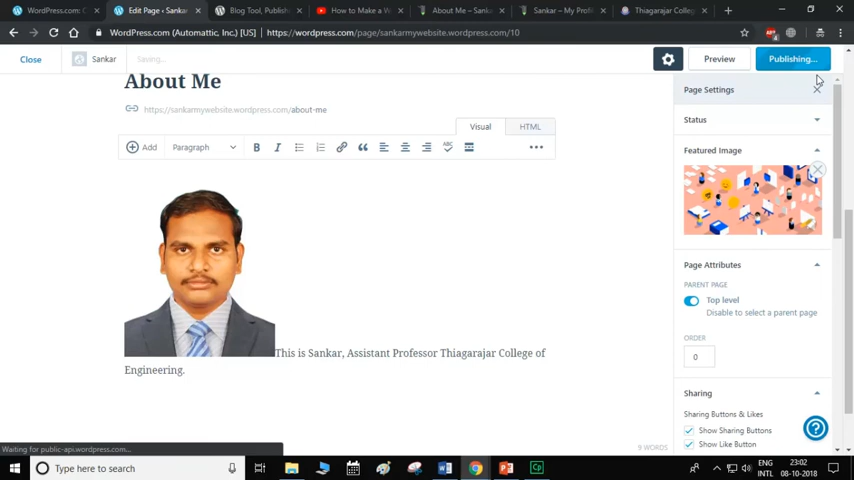 WordPress.com: C
Edit Page ‹ Sankar
Blog Tool, Publish
How to Make a W
About Me – Sanka
Sankar – My Prof
Thiagarajar Colleg
WordPress.com (Automattic, Inc.) [US]
https://wordpress.com/page/sankarmywebsite.wordpress.com/10
Close
Sankar
Saving...
Preview
Publishing...
About Me
https://sankarmywebsite.wordpress.com/about-me
Visual
HTML
Add
Paragraph
B
I
ABC
This is Sankar, Assistant Professor Thiagarajar College of
Engineering.
9 WORDS
Page Settings
Status
Featured Image
Page Attributes
PARENT PAGE
Top level
Disable to select a parent page
ORDER
0
Sharing
Sharing Buttons & Likes
Show Sharing Buttons
Show Like Button
Waiting for public-api.wordpress.com...
Type here to search
Cp
ENG
INTL
23:02
08-10-2018